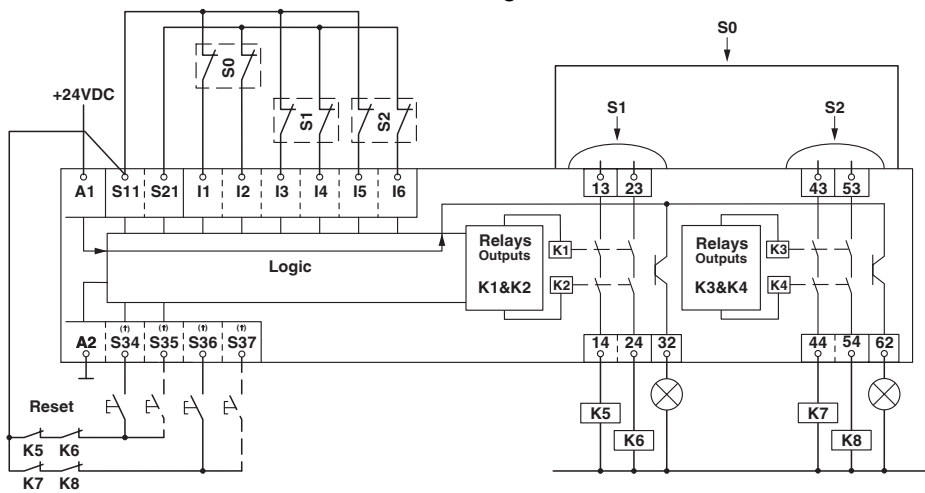 S0
S1 S2
+24VDC
S0
S1 S2
A1 S11 S21 I1 I2 I3 I4 I5 I6
13 23 43 53
Logic
Relays Outputs K1&K2
K1
K2
Relays Outputs K3&K4
K3
K4
(†) (†) (†) (†)
A2 S34 S35 S36 S37
14 24 32 44 54 62
Reset
K5 K6
K7 K8
K5
K6
K7
K8